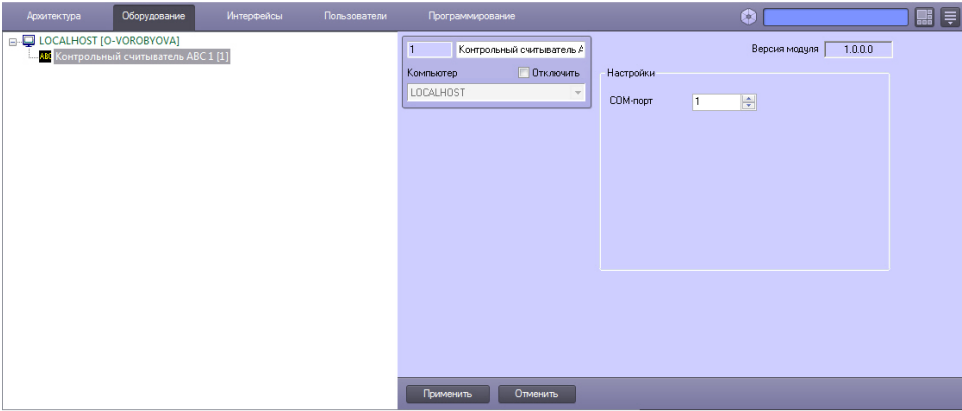 Архитектура Оборудование Интерфейсы Пользователи Программирование
LOCALHOST [O-VOROBYOVA]
ABC Контрольный считыватель ABC 1 [1]
1 Контрольный считыватель A
Компьютер Отключить
LOCALHOST
Версия модуля 1.0.0.0
Настройки
COM-порт 1
Применить Отменить